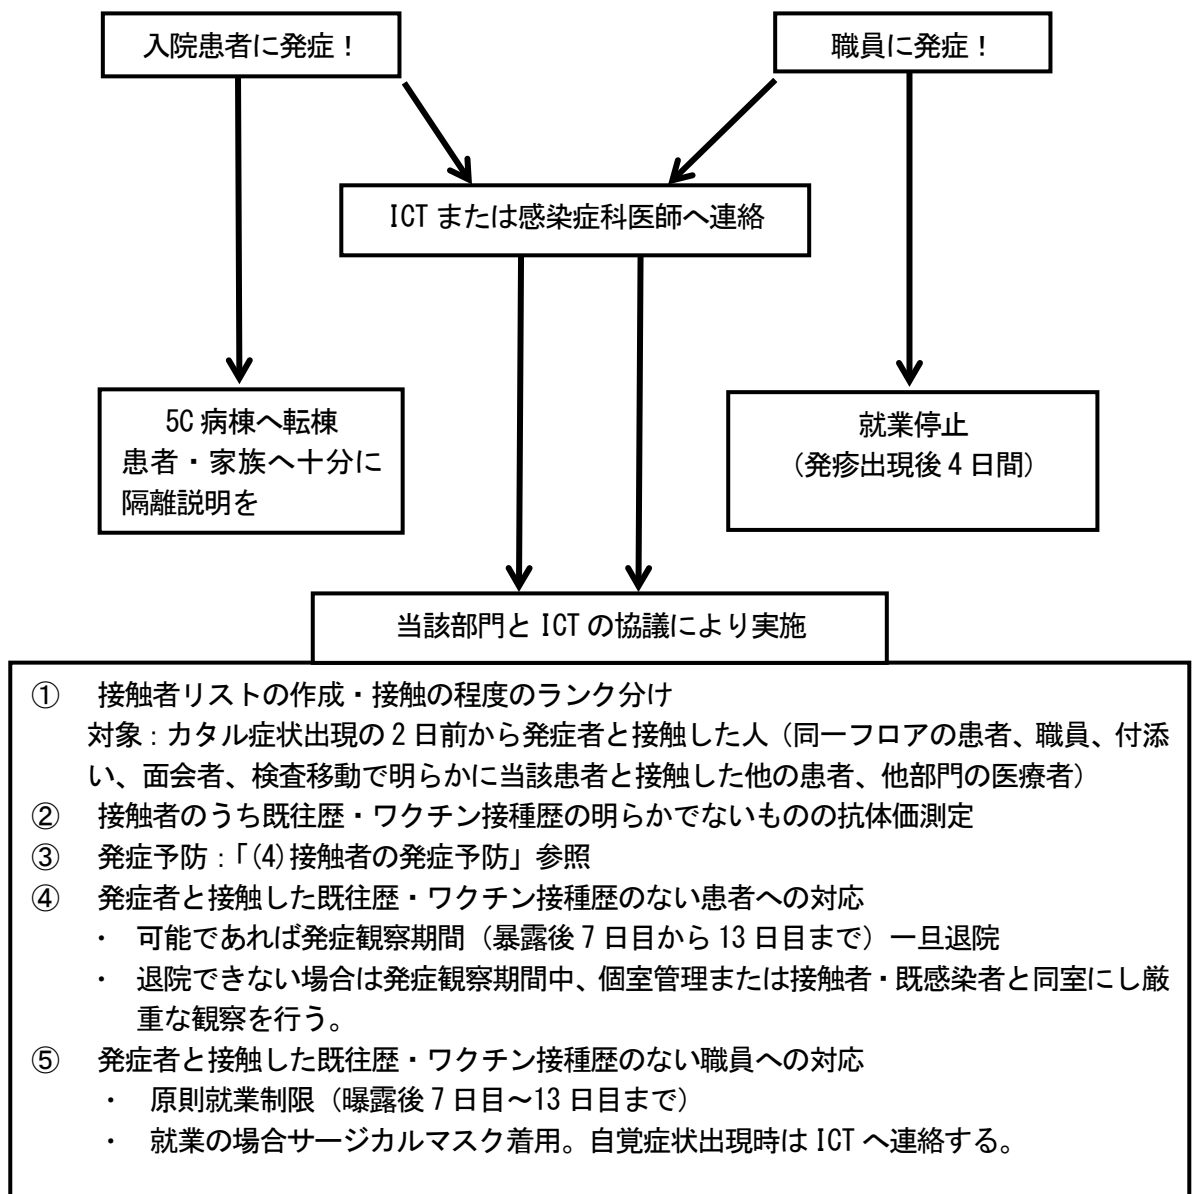 入院患者に発症！
職員に発症！
ICT または感染症科医師へ連絡
5C 病棟へ転棟
患者・家族へ十分に
隔離説明を
就業停止
（発疹出現後 4 日間）
当該部門と ICT の協議により実施
① 接触者リストの作成・接触の程度のランク分け
対象：カタル症状出現の 2 日前から発症者と接触した人（同一フロアの患者、職員、付添
い、面会者、検査移動で明らかに当該患者と接触した他の患者、他部門の医療者）
② 接触者のうち既往歴・ワクチン接種歴の明らかでないものの抗体価測定
③ 発症予防：「(4)接触者の発症予防」参照
④ 発症者と接触した既往歴・ワクチン接種歴のない患者への対応
・ 可能であれば発症観察期間（暴露後 7 日目から 13 日目まで）一旦退院
・ 退院できない場合は発症観察期間中、個室管理または接触者・既感染者と同室にし厳
重な観察を行う。
⑤ 発症者と接触した既往歴・ワクチン接種歴のない職員への対応
・ 原則就業制限（曝露後 7 日目～13 日目まで）
・ 就業の場合サージカルマスク着用。自覚症状出現時は ICT へ連絡する。